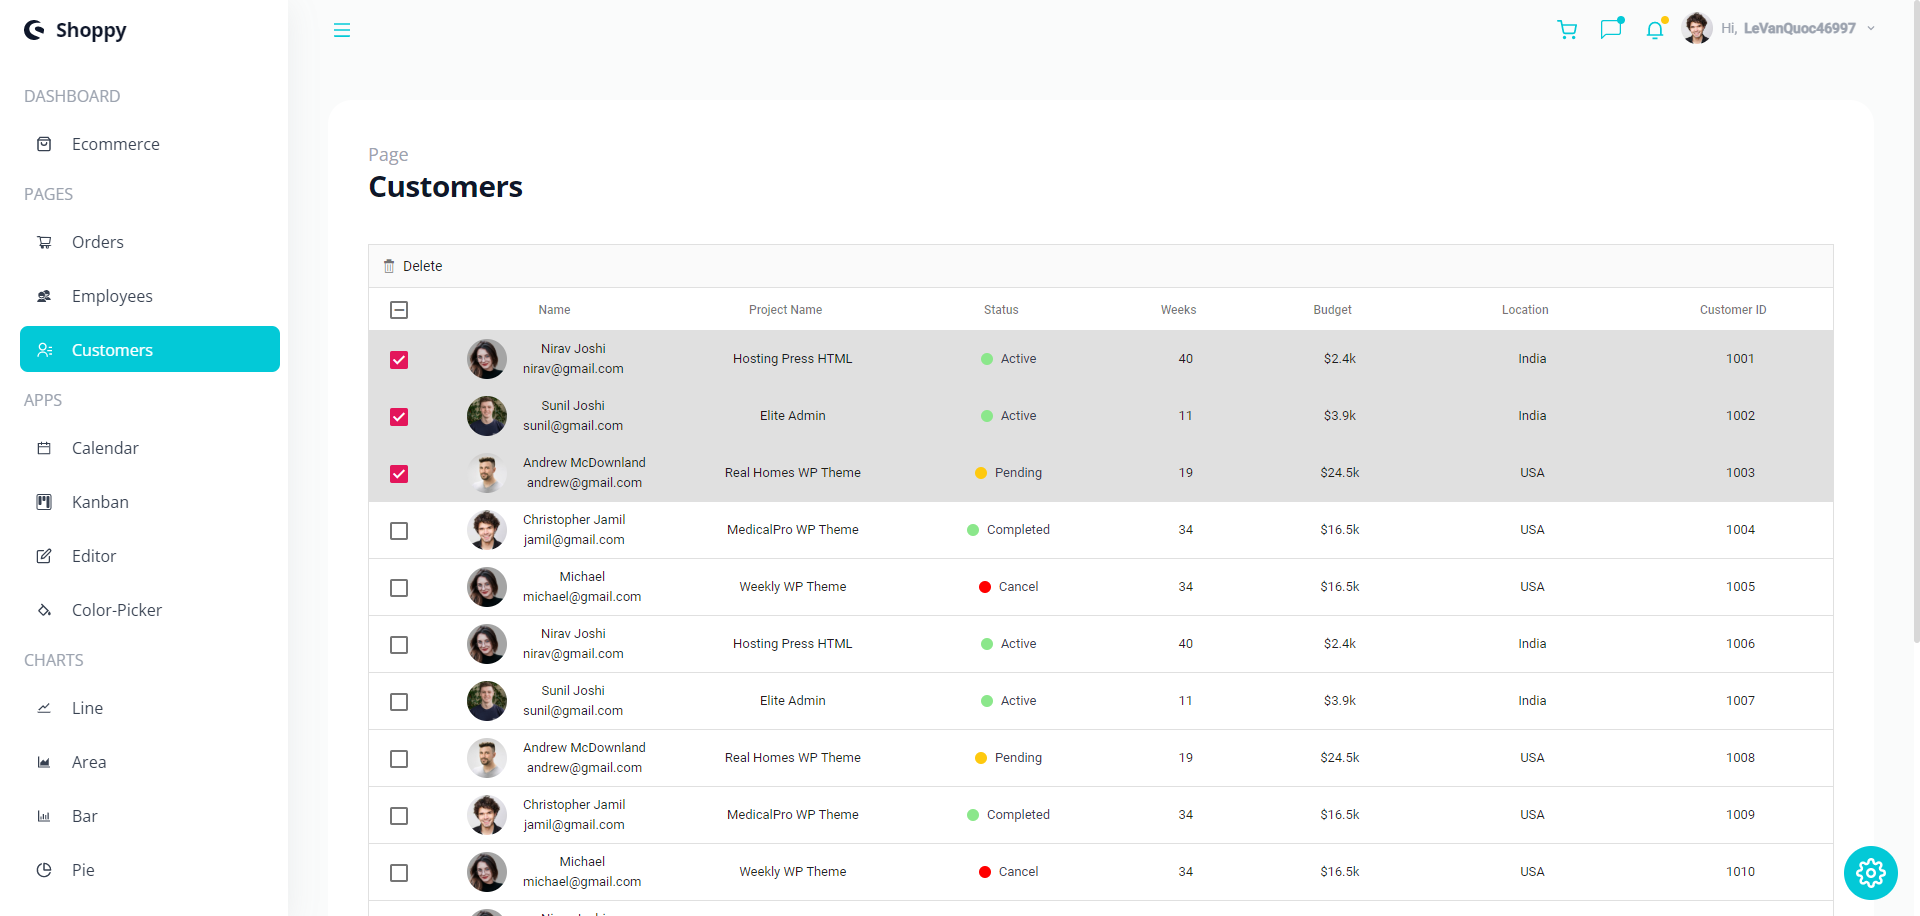 Shoppy
Hi, LeVanQuoc46997
DASHBOARD
Ecommerce
PAGES
Orders
Employees
Customers
APPS
Calendar
Kanban
Editor
Color-Picker
CHARTS
Line
Area
Bar
Pie
Page
Customers
Delete
Name Project Name Status Weeks Budget Location Customer ID
Nirav Joshi
nirav@gmail.com Hosting Press HTML Active 40 $2.4k India 1001
Sunil Joshi
sunil@gmail.com Elite Admin Active 11 $3.9k India 1002
Andrew McDownland
andrew@gmail.com Real Homes WP Theme Pending 19 $24.5k USA 1003
Christopher Jamil
jamil@gmail.com MedicalPro WP Theme Completed 34 $16.5k USA 1004
Michael
michael@gmail.com Weekly WP Theme Cancel 34 $16.5k USA 1005
Nirav Joshi
nirav@gmail.com Hosting Press HTML Active 40 $2.4k India 1006
Sunil Joshi
sunil@gmail.com Elite Admin Active 11 $3.9k India 1007
Andrew McDownland
andrew@gmail.com Real Homes WP Theme Pending 19 $24.5k USA 1008
Christopher Jamil
jamil@gmail.com MedicalPro WP Theme Completed 34 $16.5k USA 1009
Michael
michael@gmail.com Weekly WP Theme Cancel 34 $16.5k USA 1010